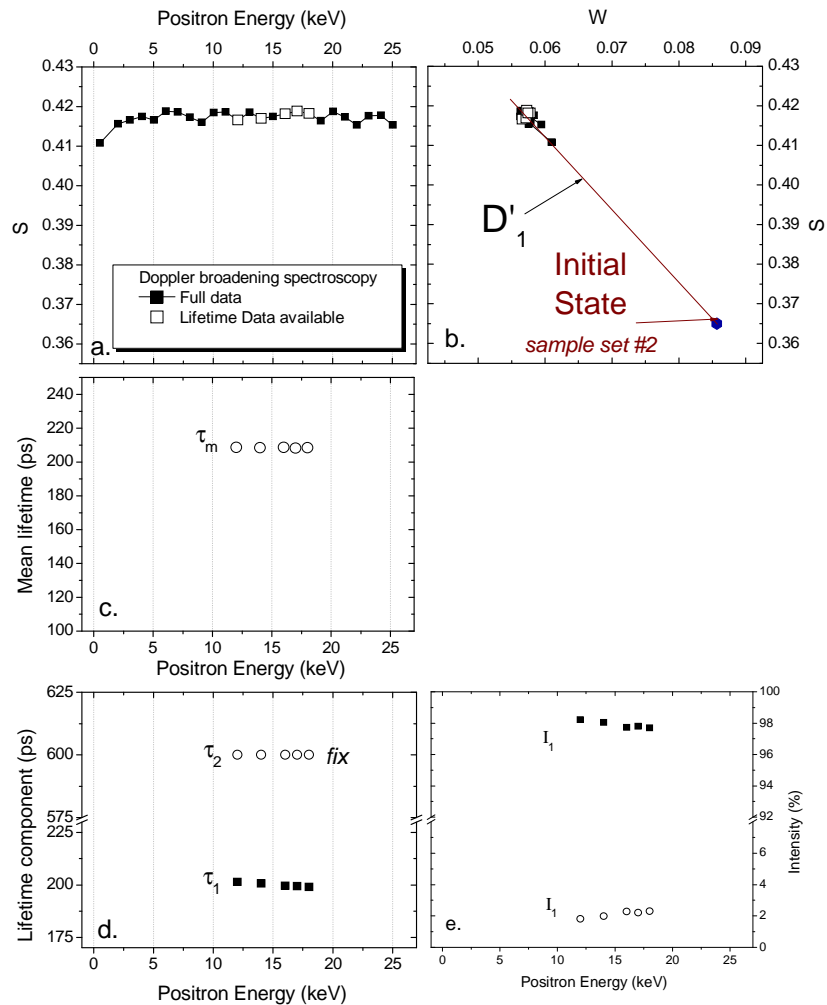 Positron Energy (keV)
0 5 10 15 20 25
W
0.05 0.06 0.07 0.08 0.09
0.43
0.42
0.41
0.40
0.39
0.38
0.37
0.36
S
Doppler broadening spectroscopy
Full data
Lifetime Data available
a.
D'1
Initial
State
sample set #2
b.
0.43
0.42
0.41
0.40
0.39
0.38
0.37
0.36
S
240
220
200
180
160
140
120
100
Mean lifetime (ps)
τm
c.
0 5 10 15 20 25
Positron Energy (keV)
625
600
575
225
200
175
Lifetime component (ps)
τ2
fix
τ1
d.
0 5 10 15 20 25
Positron Energy (keV)
I1
I1
e.
100
98
96
94
92
8
6
4
2
0
Intensity (%)
0 5 10 15 20 25
Positron Energy (keV)